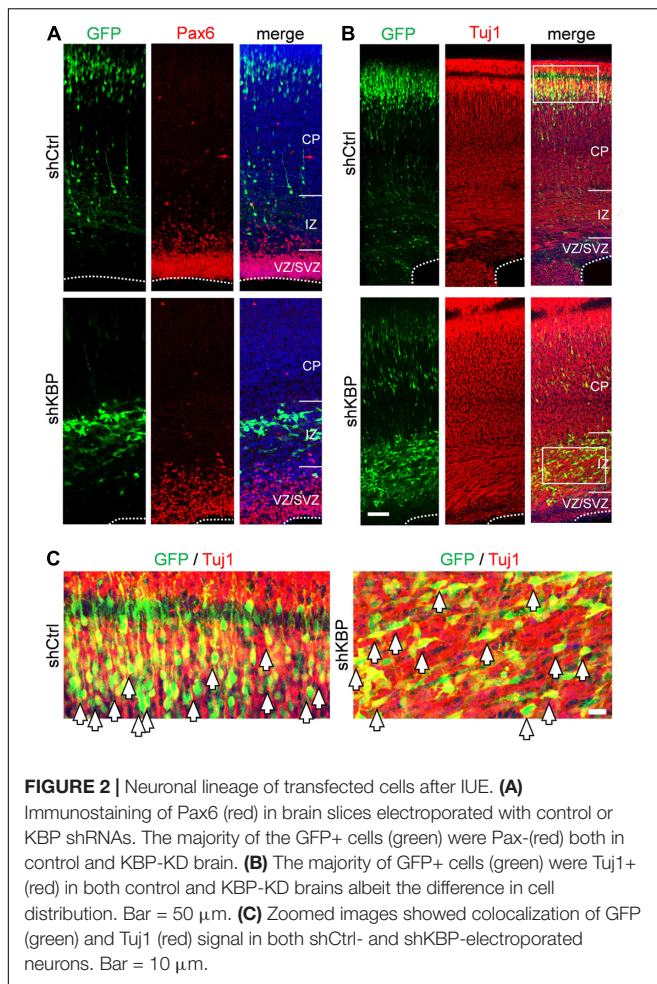 A GFP Pax6 merge
B GFP Tuj1 merge
shCtrl
CP
IZ
VZ/SVZ
shCtrl
CP
IZ
VZ/SVZ
shKBP
CP
IZ
VZ/SVZ
shKBP
CP
IZ
VZ/SVZ
C GFP / Tuj1
GFP / Tuj1
shCtrl
shKBP
FIGURE 2 | Neuronal lineage of transfected cells after IUE. (A)
Immunostaining of Pax6 (red) in brain slices electroporated with control or
KBP shRNAs. The majority of the GFP+ cells (green) were Pax-(red) both in
control and KBP-KD brain. (B) The majority of GFP+ cells (green) were Tuj1+
(red) in both control and KBP-KD brains albeit the difference in cell
distribution. Bar = 50 μm. (C) Zoomed images showed colocalization of GFP
(green) and Tuj1 (red) signal in both shCtrl- and shKBP-electroporated
neurons. Bar = 10 μm.